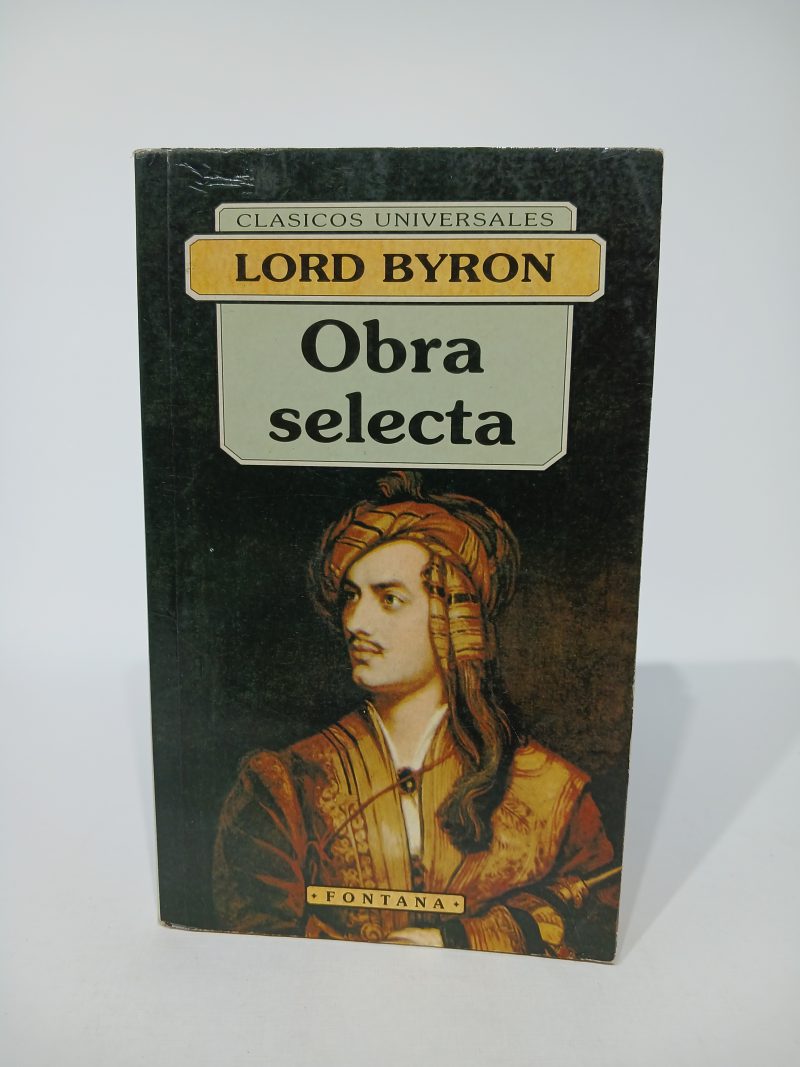 CLASICOS UNIVERSALES
LORD BYRON
Obra
selecta
FONTANA